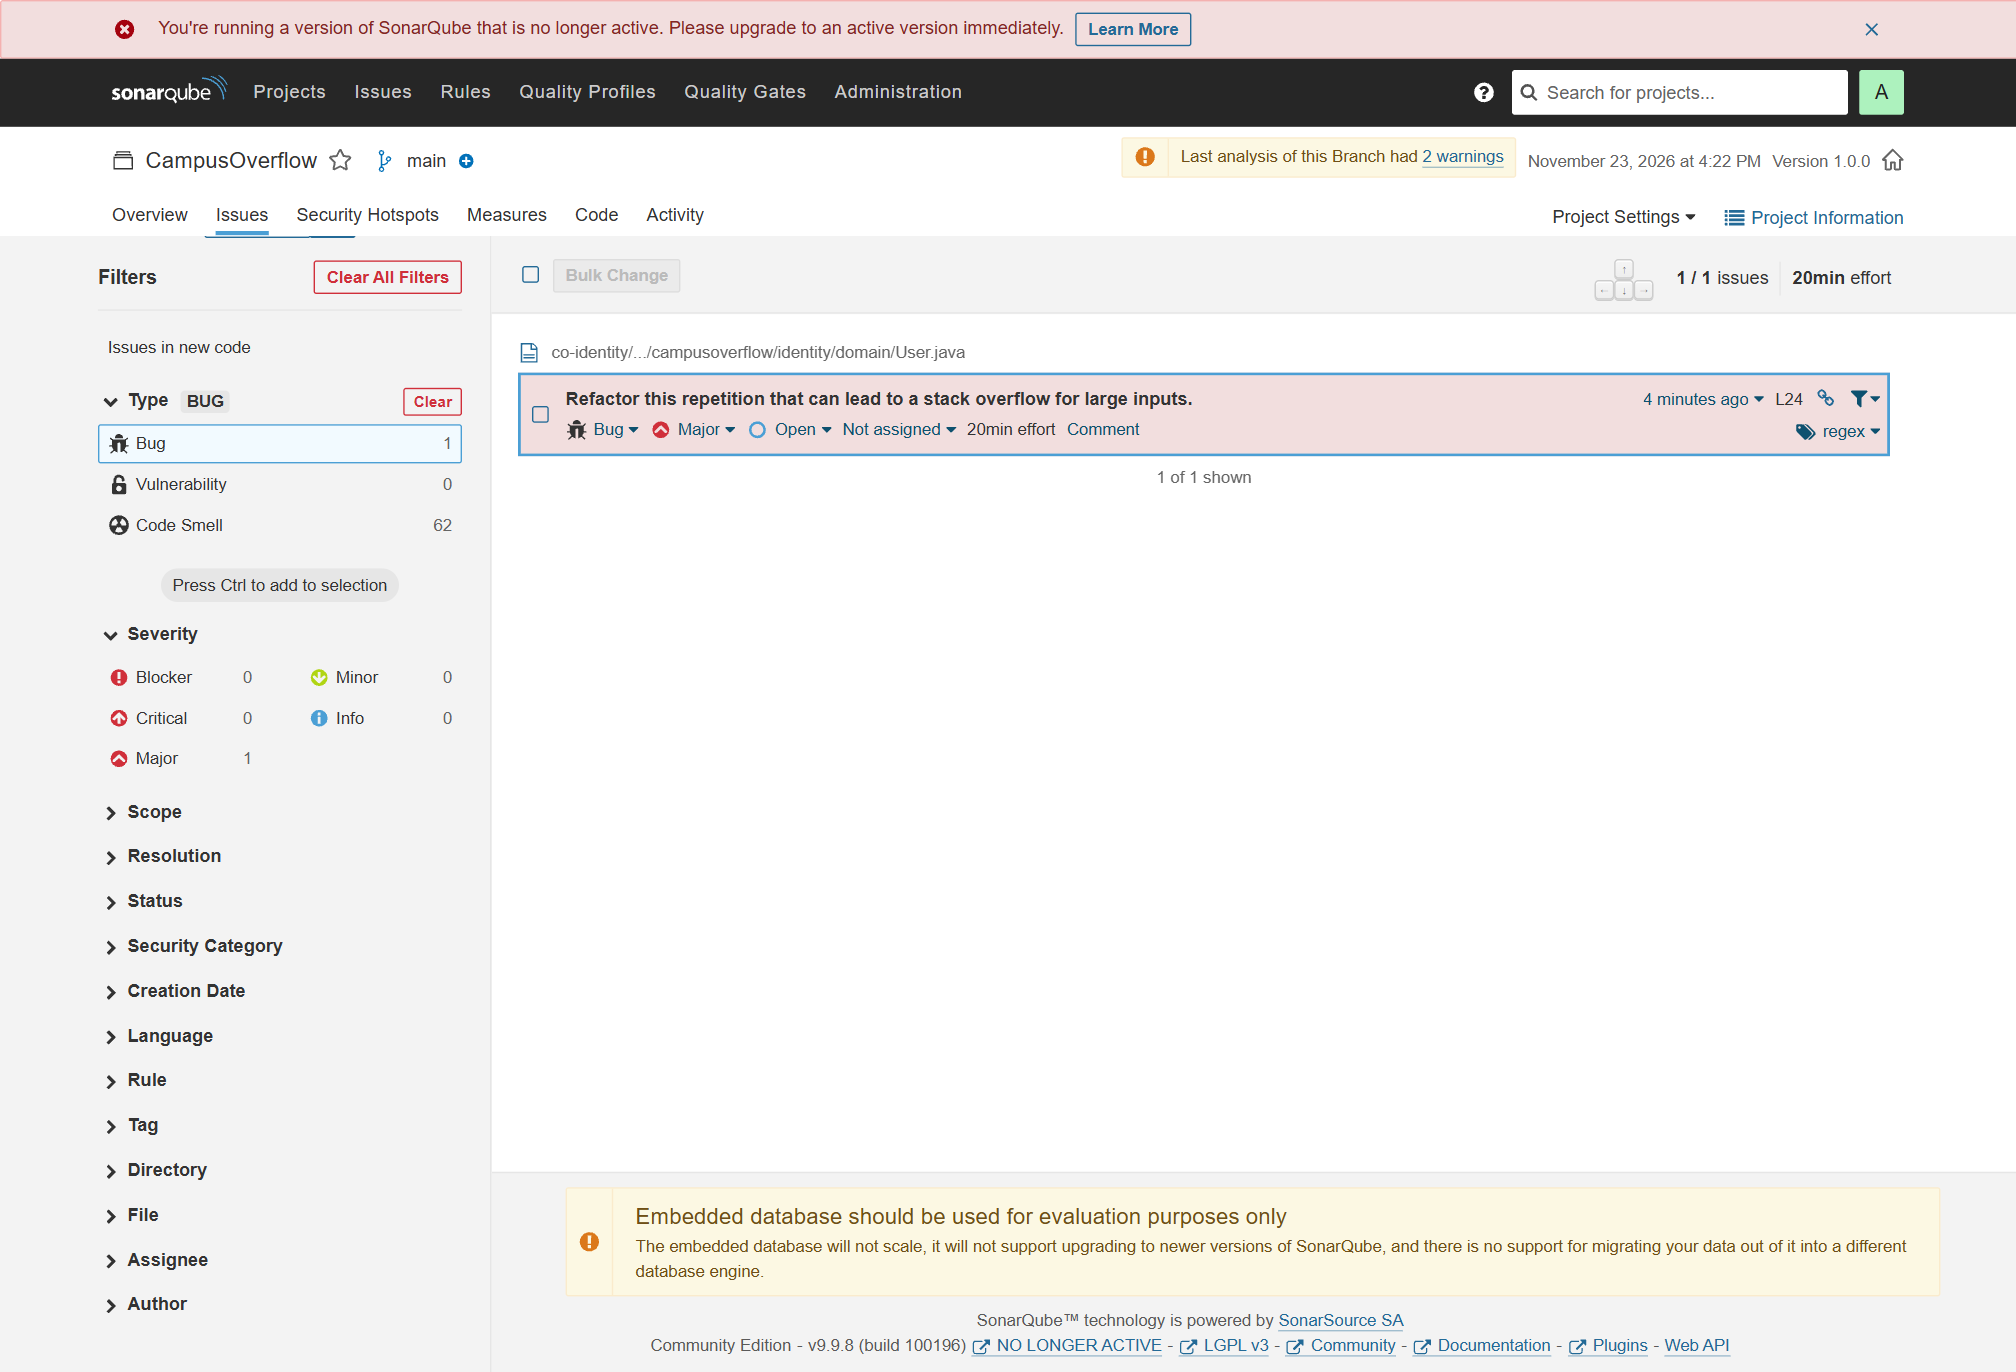 You're running a version of SonarQube that is no longer active. Please upgrade to an active version immediately. Learn More
sonarqube Projects Issues Rules Quality Profiles Quality Gates Administration Search for projects... A
CampusOverflow main Last analysis of this Branch had 2 warnings November 23, 2026 at 4:22 PM Version 1.0.0
Overview Issues Security Hotspots Measures Code Activity Project Settings Project Information
Filters Clear All Filters
Issues in new code
Type BUG Clear
Bug 1
Vulnerability 0
Code Smell 62
Press Ctrl to add to selection
Severity
Blocker 0 Minor 0
Critical 0 Info 0
Major 1
Scope
Resolution
Status
Security Category
Creation Date
Language
Rule
Tag
Directory
File
Assignee
Author
Bulk Change 1 / 1 issues 20min effort
co-identity/.../campusoverflow/identity/domain/User.java
Refactor this repetition that can lead to a stack overflow for large inputs. 4 minutes ago L24
Bug Major Open Not assigned 20min effort Comment regex
1 of 1 shown
Embedded database should be used for evaluation purposes only
The embedded database will not scale, it will not support upgrading to newer versions of SonarQube, and there is no support for migrating your data out of it into a different
database engine.
SonarQube™ technology is powered by SonarSource SA
Community Edition - v9.9.8 (build 100196) NO LONGER ACTIVE - LGPL v3 - Community - Documentation - Plugins - Web API